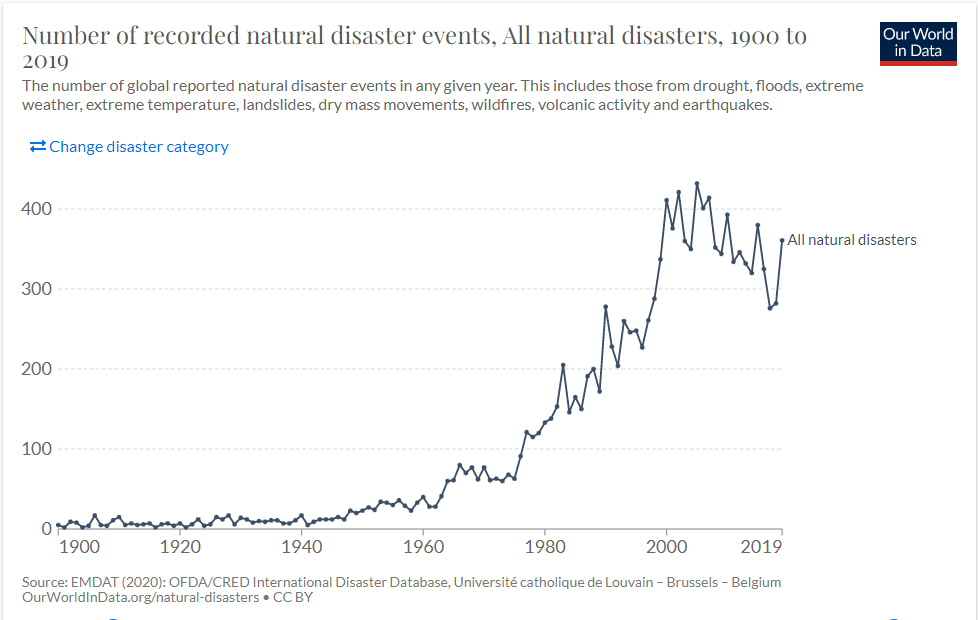 Number of recorded natural disaster events, All natural disasters, 1900 to
2019
Our World
in Data
The number of global reported natural disaster events in any given year. This includes those from drought, floods, extreme
weather, extreme temperature, landslides, dry mass movements, wildfires, volcanic activity and earthquakes.
Change disaster category
400
All natural disasters
300
200
100
0
1900 1920 1940 1960 1980 2000 2019
Source: EMDAT (2020): OFDA/CRED International Disaster Database, Université catholique de Louvain – Brussels – Belgium
OurWorldInData.org/natural-disasters • CC BY